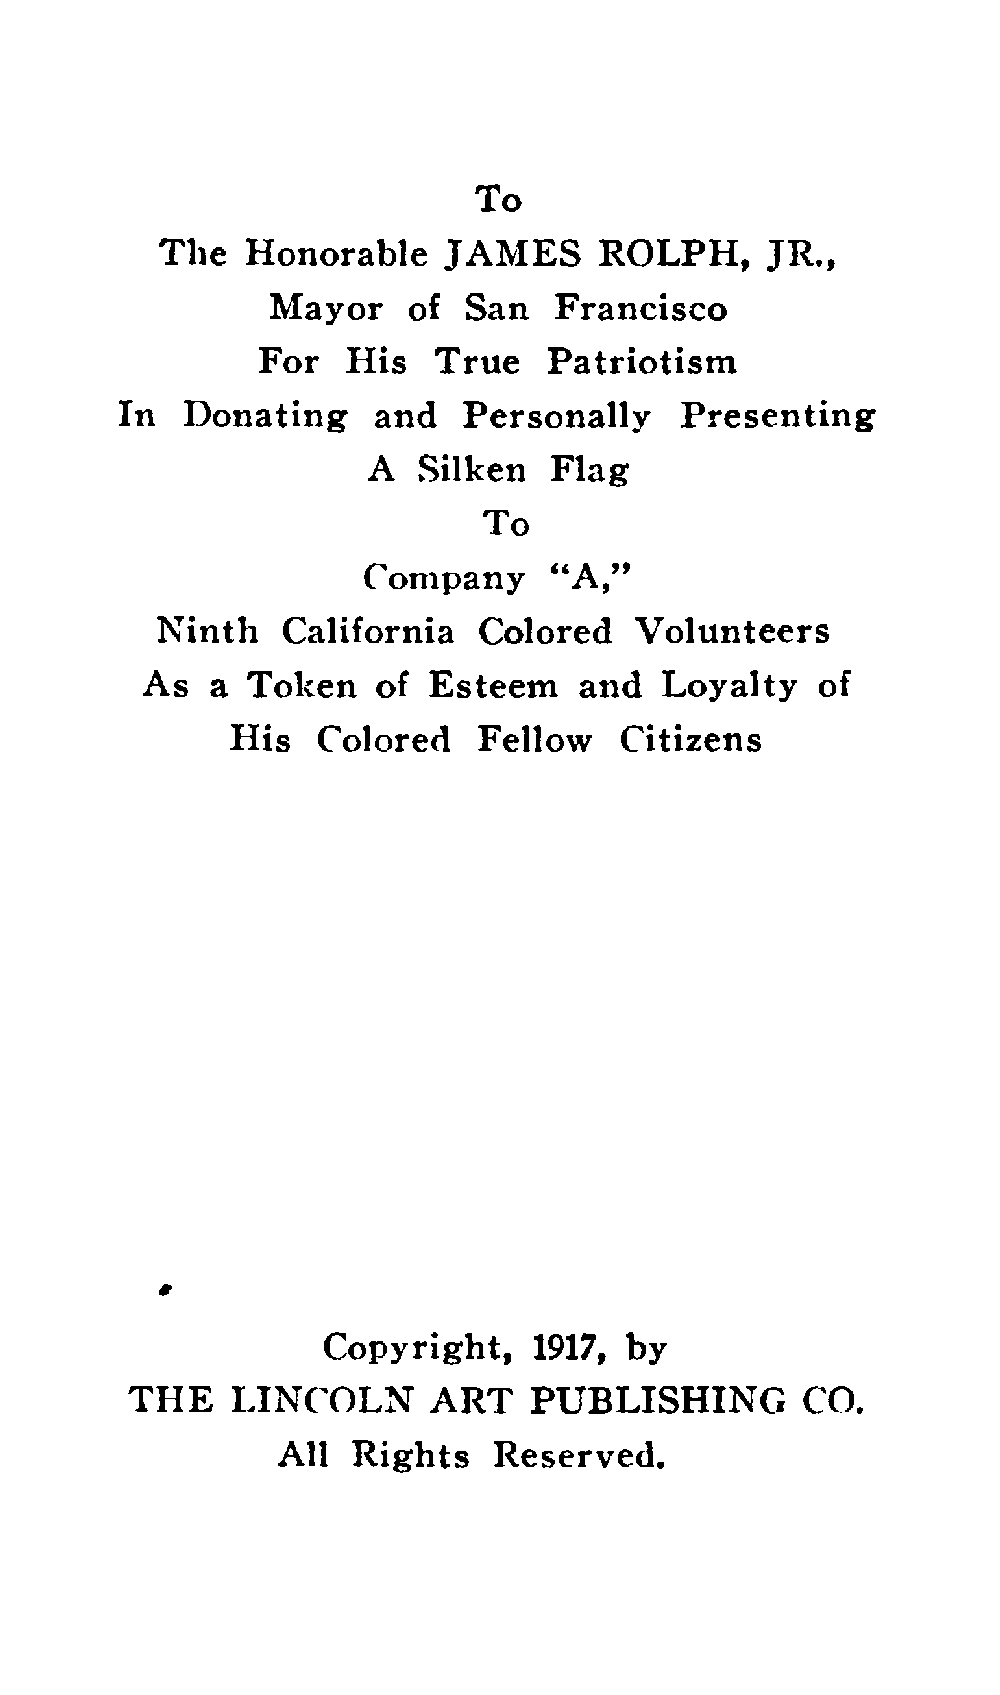 To
The Honorable JAMES ROLPH, JR.,
Mayor of San Francisco
For His True Patriotism
In Donating and Personally Presenting
A Silken Flag
To
Company “A,”
Ninth California Colored Volunteers
As a Token of Esteem and Loyalty of
His Colored Fellow Citizens
Copyright, 1917, by
THE LINCOLN ART PUBLISHING CO.
All Rights Reserved.